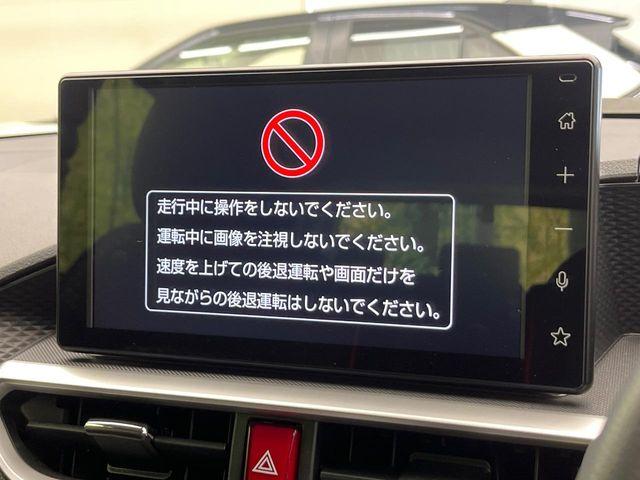 走行中に操作をしないでください。
運転中に画像を注視しないでください。
速度を上げての後退運転や画面だけを
見ながらの後退運転はしないでください。